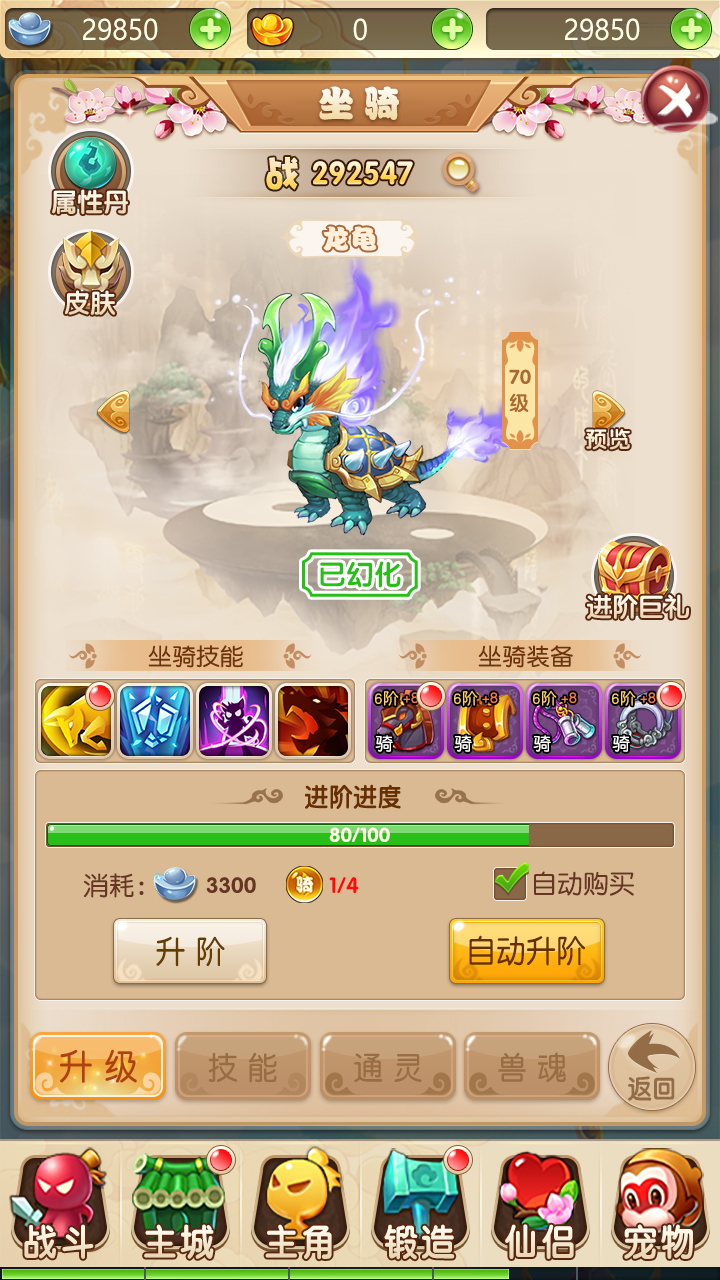 29850
0
29850
坐骑
属性丹
战 292547
皮肤
龙龟
70级
预览
已幻化
进阶巨礼
坐骑技能
坐骑装备
6阶+8
骑
6阶+8
骑
6阶+8
骑
6阶+8
骑
进阶进度
80/100
消耗: 3300 骑 1/4 自动购买
升阶
自动升阶
升级
技能
通灵
兽魂
返回
战斗
主城
主角
锻造
仙侣
宠物